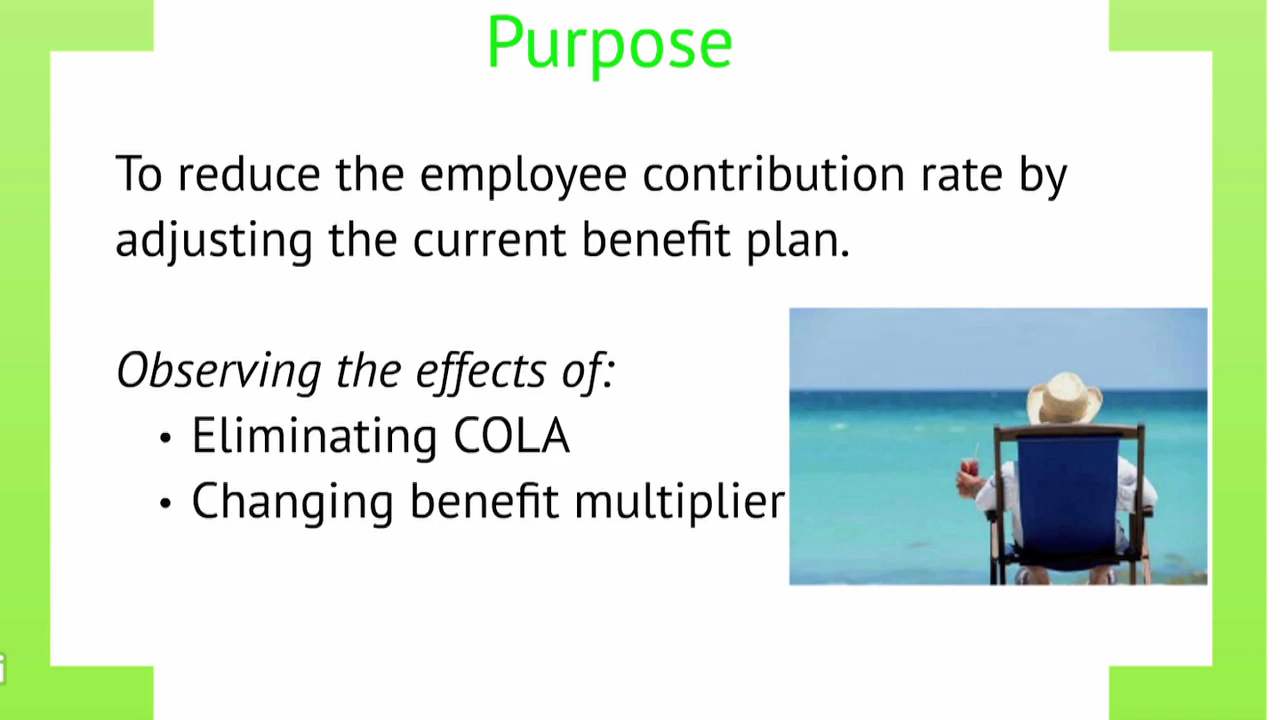 Purpose
To reduce the employee contribution rate by
adjusting the current benefit plan.
Observing the effects of:
• Eliminating COLA
• Changing benefit multiplier
i